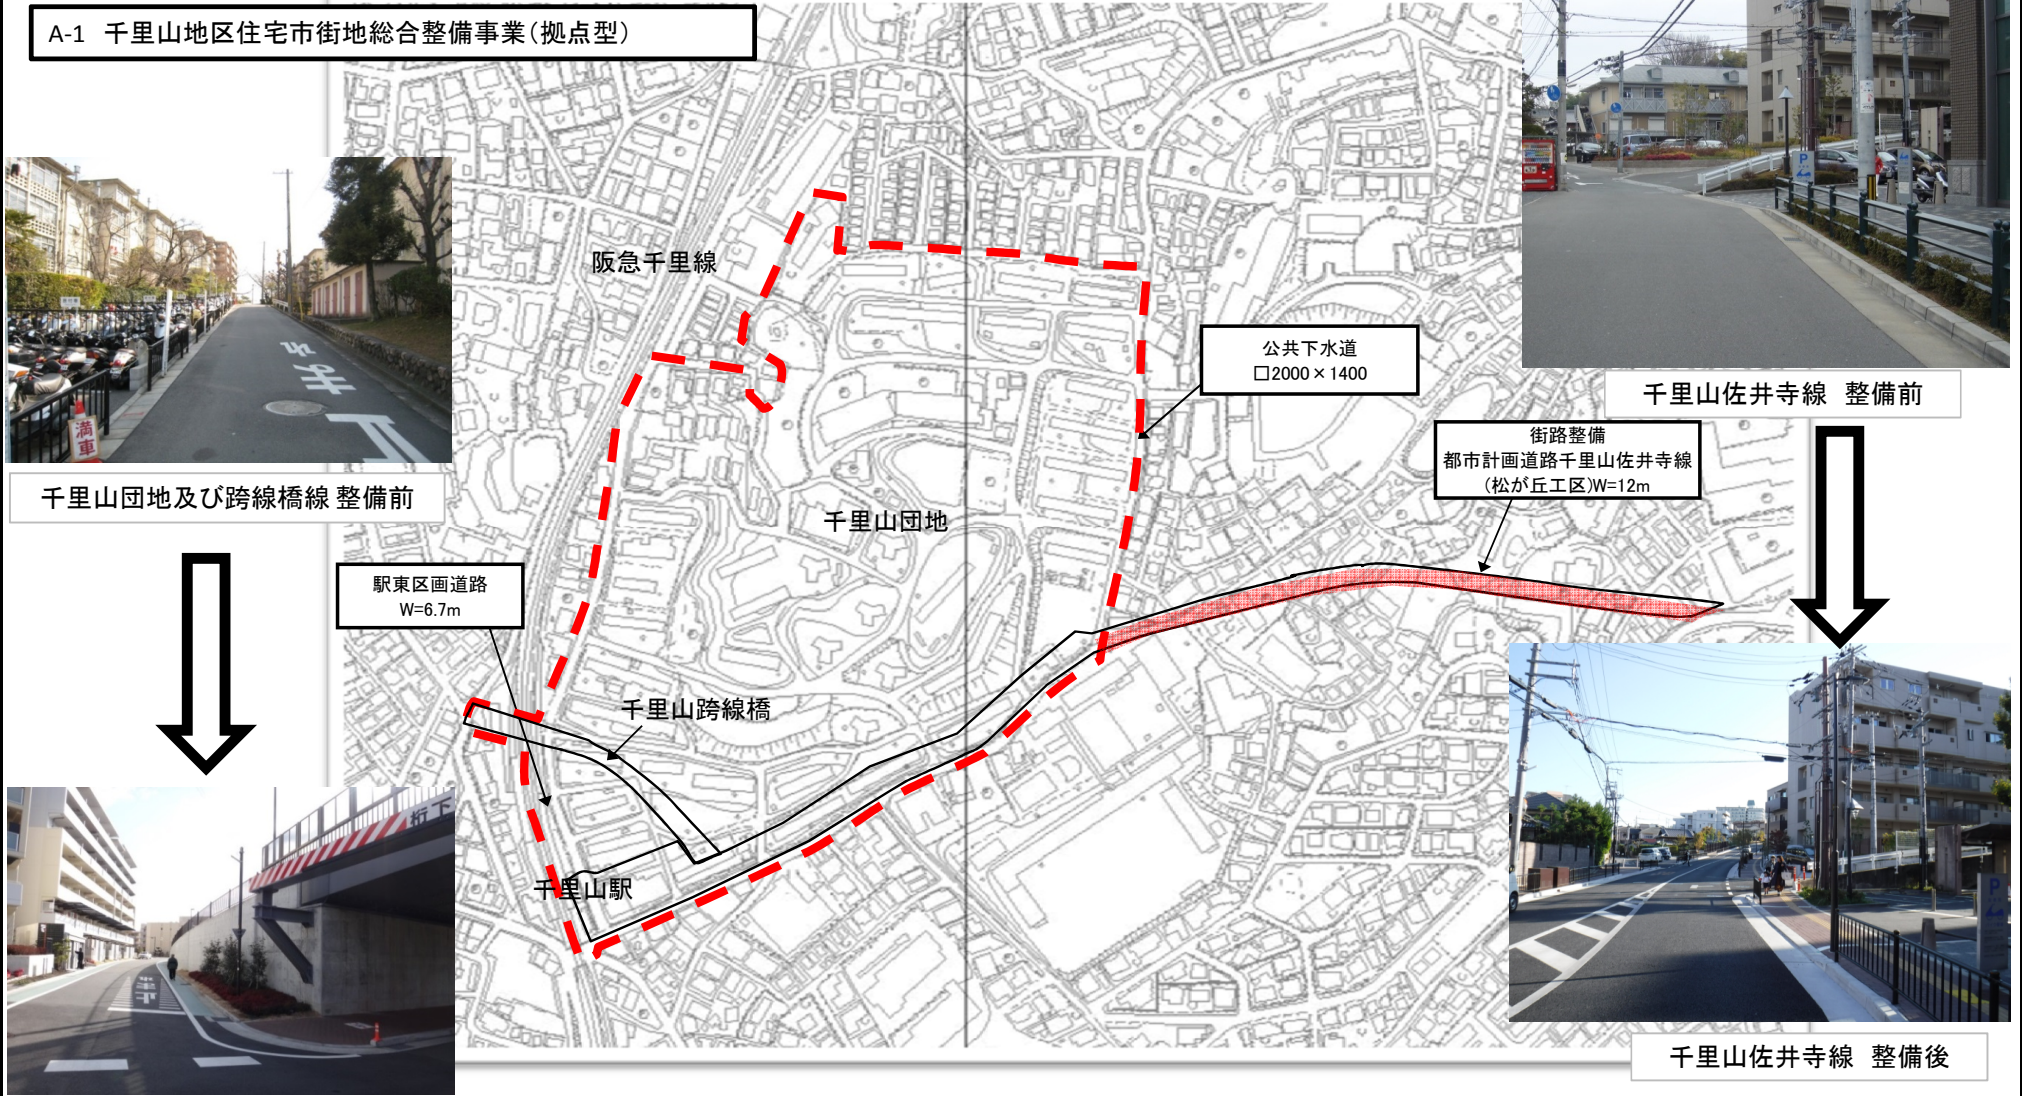 A-1 千里山地区住宅市街地総合整備事業(拠点型)
阪急千里線
公共下水道
□2000×1400
千里山佐井寺線 整備前
街路整備
都市計画道路千里山佐井寺線
(松が丘工区)W=12m
満車
千里山団地及び跨線橋線 整備前
千里山団地
駅東区画道路
W=6.7m
千里山跨線橋
千里山駅
桁下
P
P
千里山佐井寺線 整備後